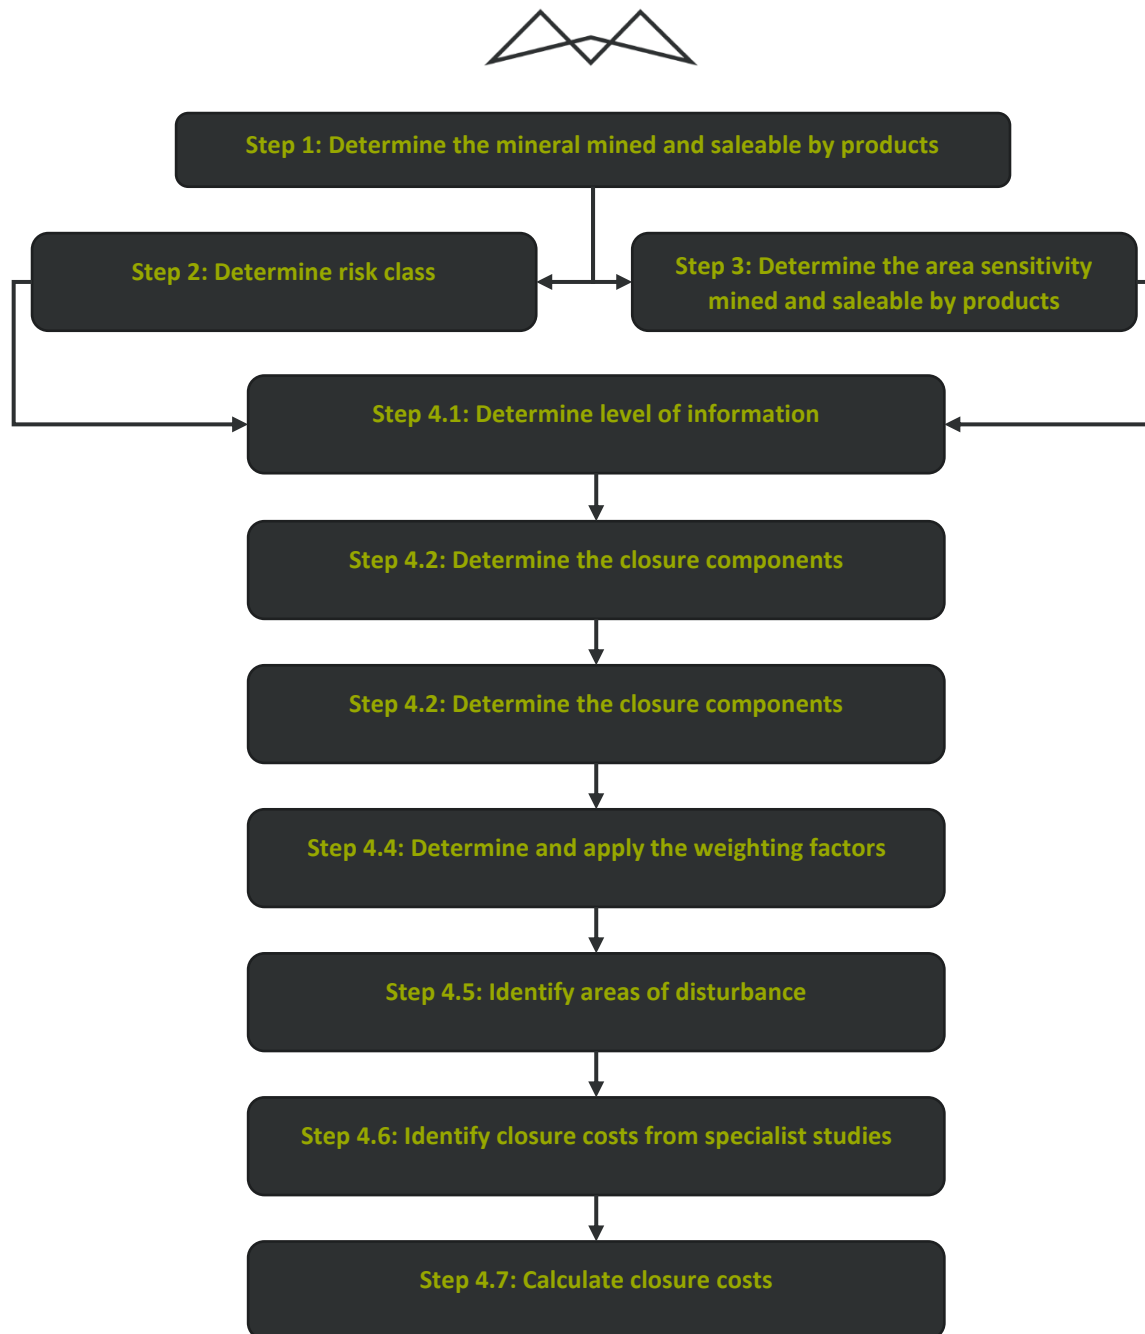 Step 1: Determine the mineral mined and saleable by products
Step 2: Determine risk class
Step 3: Determine the area sensitivity
mined and saleable by products
Step 4.1: Determine level of information
Step 4.2: Determine the closure components
Step 4.2: Determine the closure components
Step 4.4: Determine and apply the weighting factors
Step 4.5: Identify areas of disturbance
Step 4.6: Identify closure costs from specialist studies
Step 4.7: Calculate closure costs